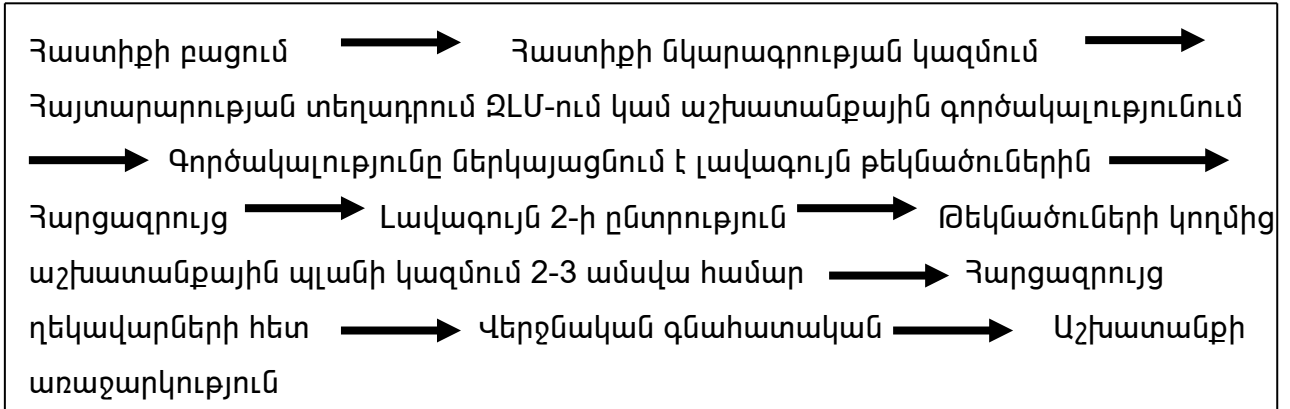 Հաստիքի բացում → Հաստիքի նկարագրության կազմում →
Հայտարարության տեղադրում ԶԼՄ-ում կամ աշխատանքային գործակալությունում
→ Գործակալությունը ներկայացնում է լավագույն թեկնածուներին →
Հարցազրույց → Լավագույն 2-ի ընտրություն → Թեկնածուների կողմից
աշխատանքային պլանի կազմում 2-3 ամսվա համար → Հարցազրույց
ղեկավարների հետ → Վերջնական գնահատական → Աշխատանքի
առաջարկություն